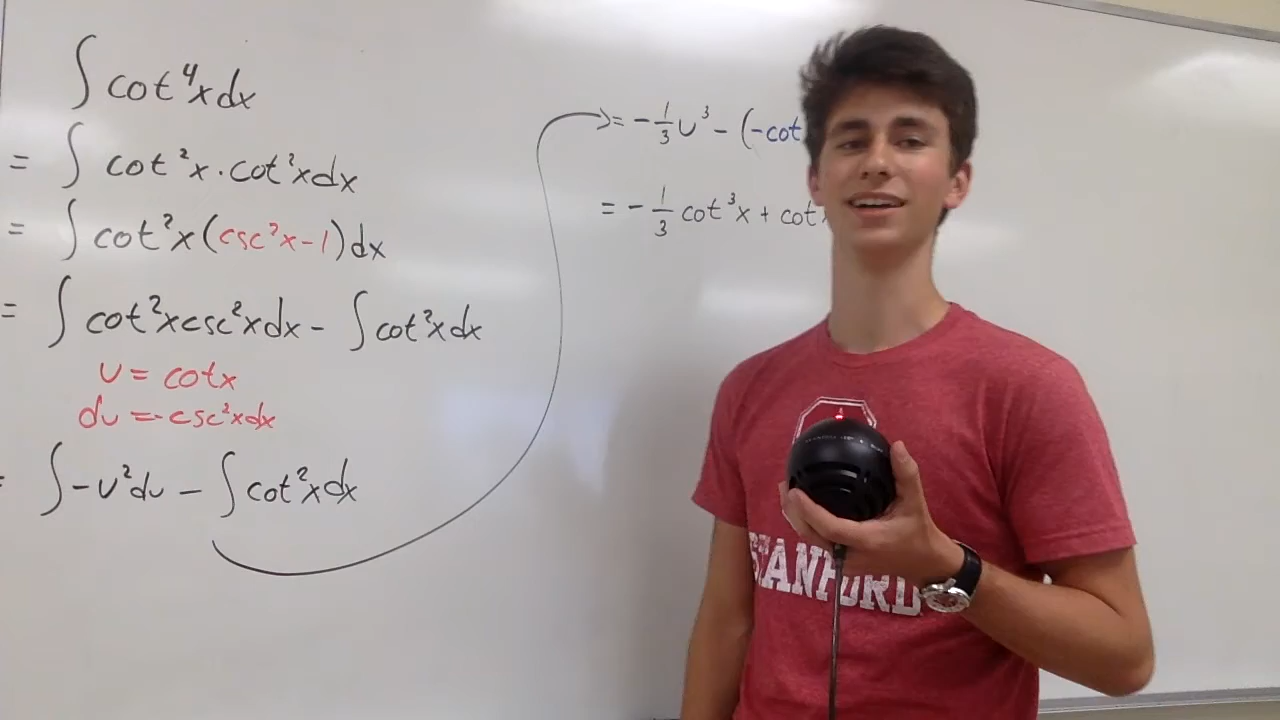 ∫ cot⁴x dx
= ∫ cot²x · cot²x dx
= ∫ cot²x (csc²x - 1) dx
= ∫ cot²x csc²x dx - ∫ cot²x dx
u = cotx
du = -csc²x dx
= ∫ -u² du - ∫ cot²x dx
= -1/3 u³ - (-cot
= -1/3 cot³x + cot
STANFORD